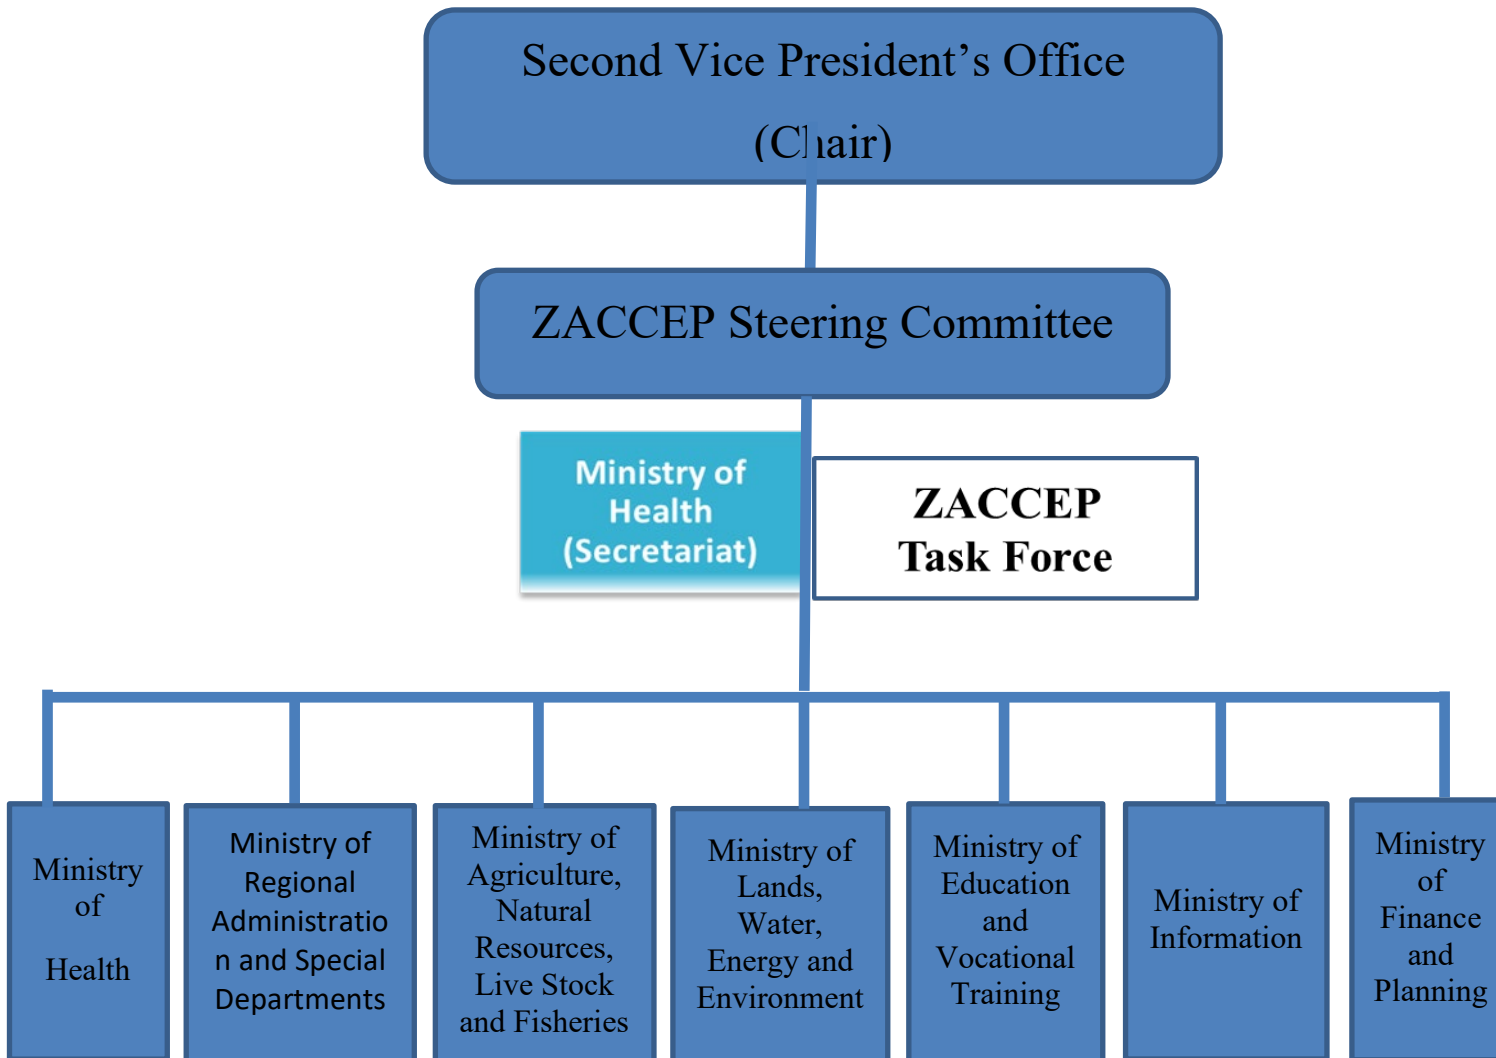 Second Vice President’s Office
(Chair)
ZACCEP Steering Committee
Ministry of
Health
(Secretariat)
ZACCEP
Task Force
Ministry
of
Health
Ministry of
Regional
Administratio
n and Special
Departments
Ministry of
Agriculture,
Natural
Resources,
Live Stock
and Fisheries
Ministry of
Lands,
Water,
Energy and
Environment
Ministry of
Education
and
Vocational
Training
Ministry of
Information
Ministry
of
Finance
and
Planning